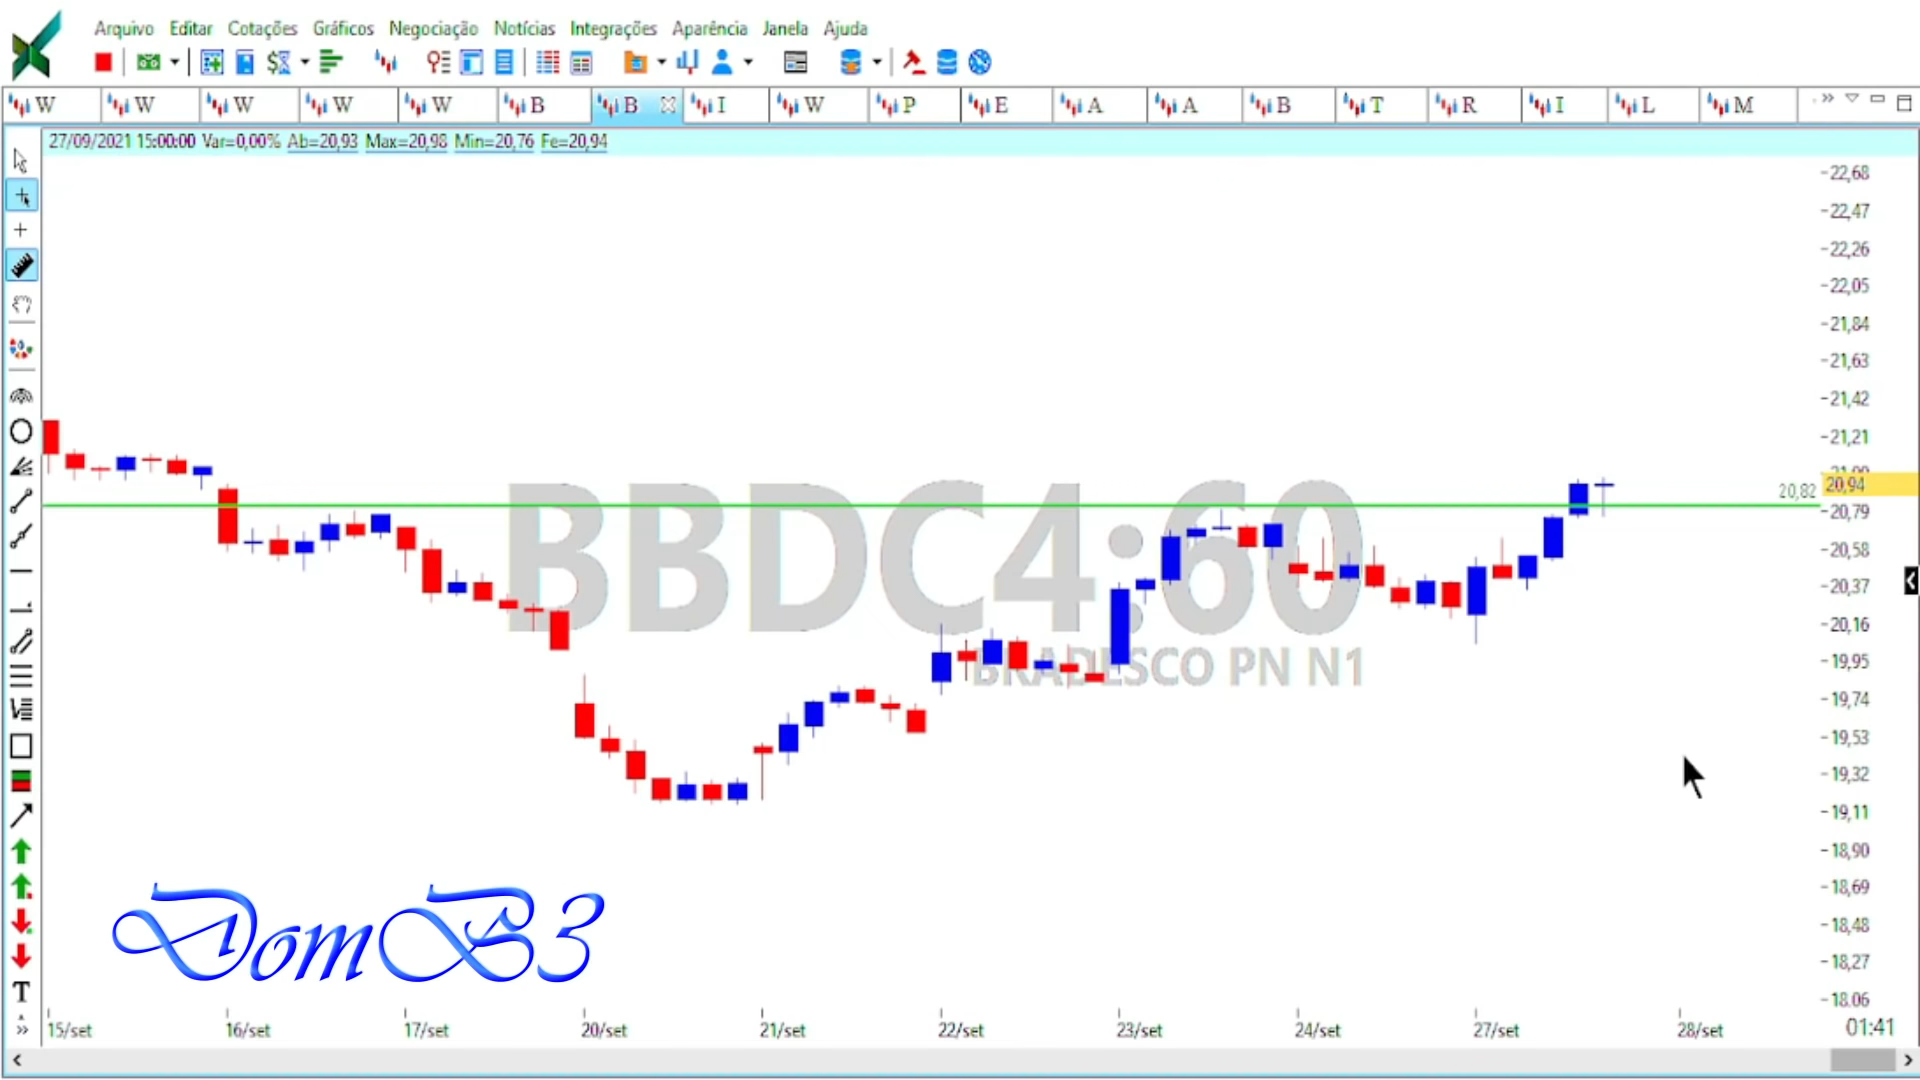 Arquivo Editar Cotações Gráficos Negociação Notícias Integrações Aparência Janela Ajuda
W W W W W B B I W P E A A B T R I L M
27/09/2021 15:00:00 Var=0,00% Ab=20,93 Max=20,98 Min=20,76 Fe=20,94
22,68
22,47
22,26
22,05
21,84
21,63
21,42
21,21
20,82 20,94
20,79
20,58
20,37
20,16
19,95
19,74
19,53
19,32
19,11
18,90
18,69
18,48
18,27
18.06
BBDC4:60
BRADESCO PN N1
DomB3
T
15/set 16/set 17/set 20/set 21/set 22/set 23/set 24/set 27/set 28/set 01:41